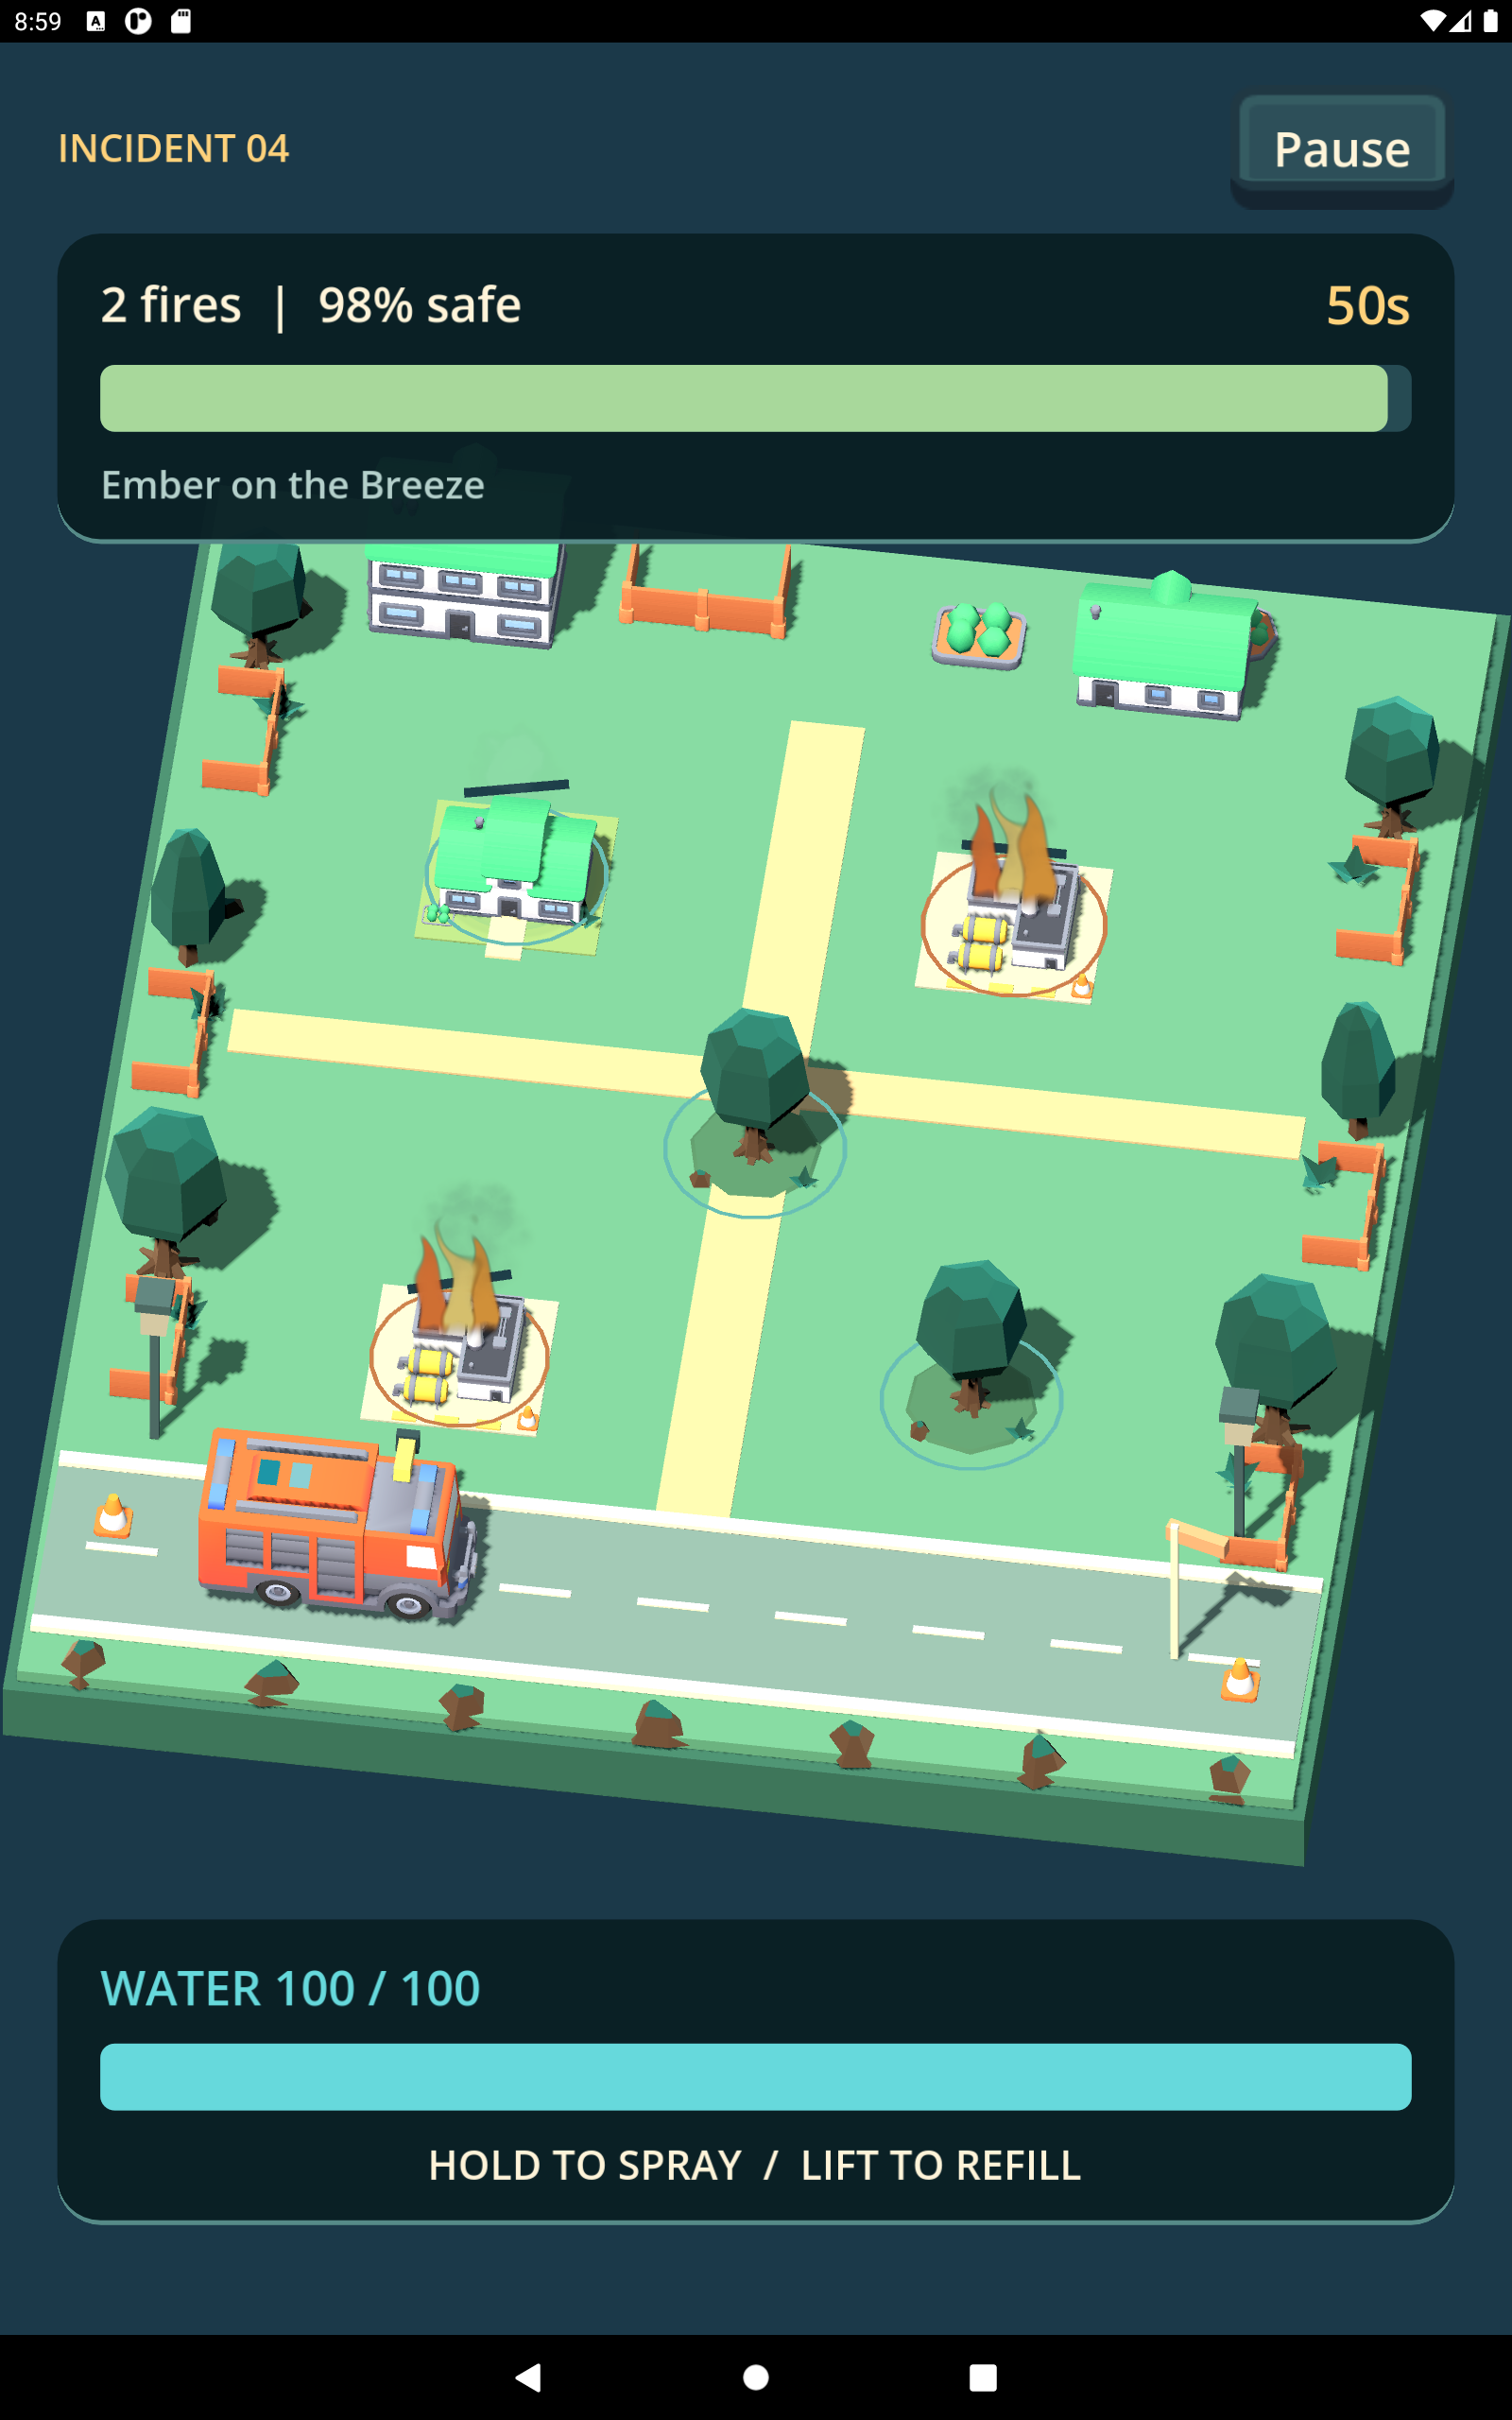 8:59
INCIDENT 04
Pause
2 fires | 98% safe
50s
Ember on the Breeze
WATER 100 / 100
HOLD TO SPRAY / LIFT TO REFILL